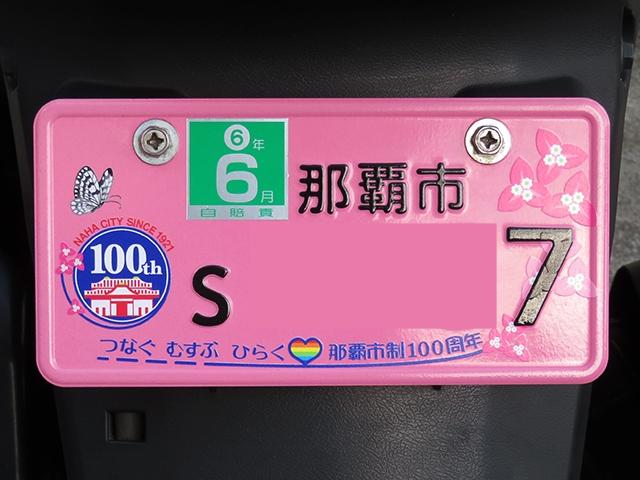 6年
6月
自賠責
那覇市
NAHA CITY SINCE 1921
100th
S 7
つなぐ むすぶ ひらく 那覇市制100周年